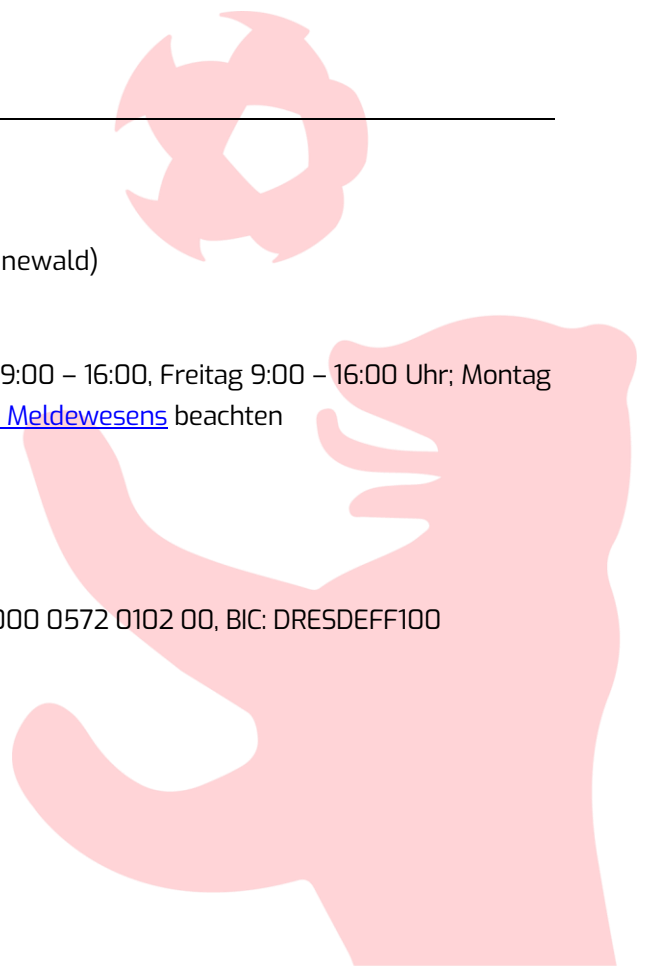 newald)
9:00 – 16:00, Freitag 9:00 – 16:00 Uhr; Montag
Meldewesens beachten
000 0572 0102 00, BIC: DRESDEFF100